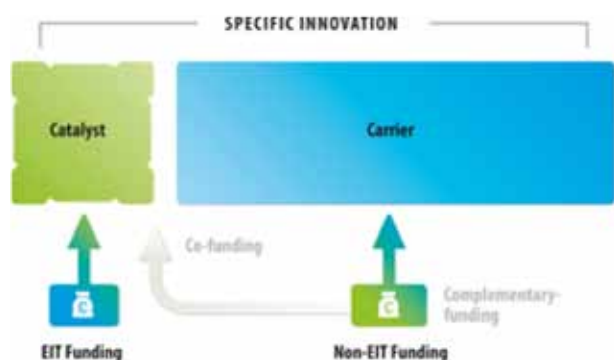 SPECIFIC INNOVATION
Catalyst
Carrier
Co-funding
Complementary-
funding
EIT Funding
Non-EIT Funding